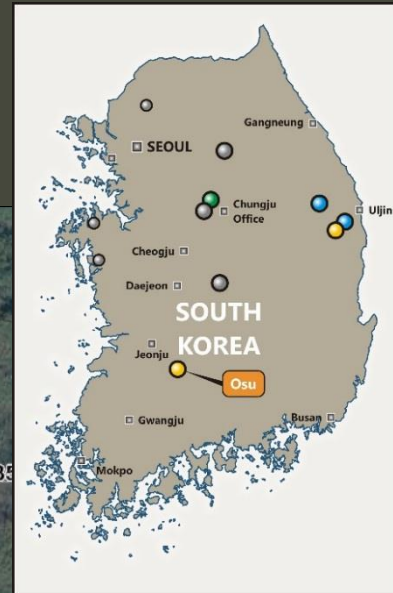 Gangneung
SEOUL
Chungju
Office
Uljin
Cheogju
Daejeon
SOUTH
KOREA
Jeonju
Osu
Gwangju
Busan
Mokpo